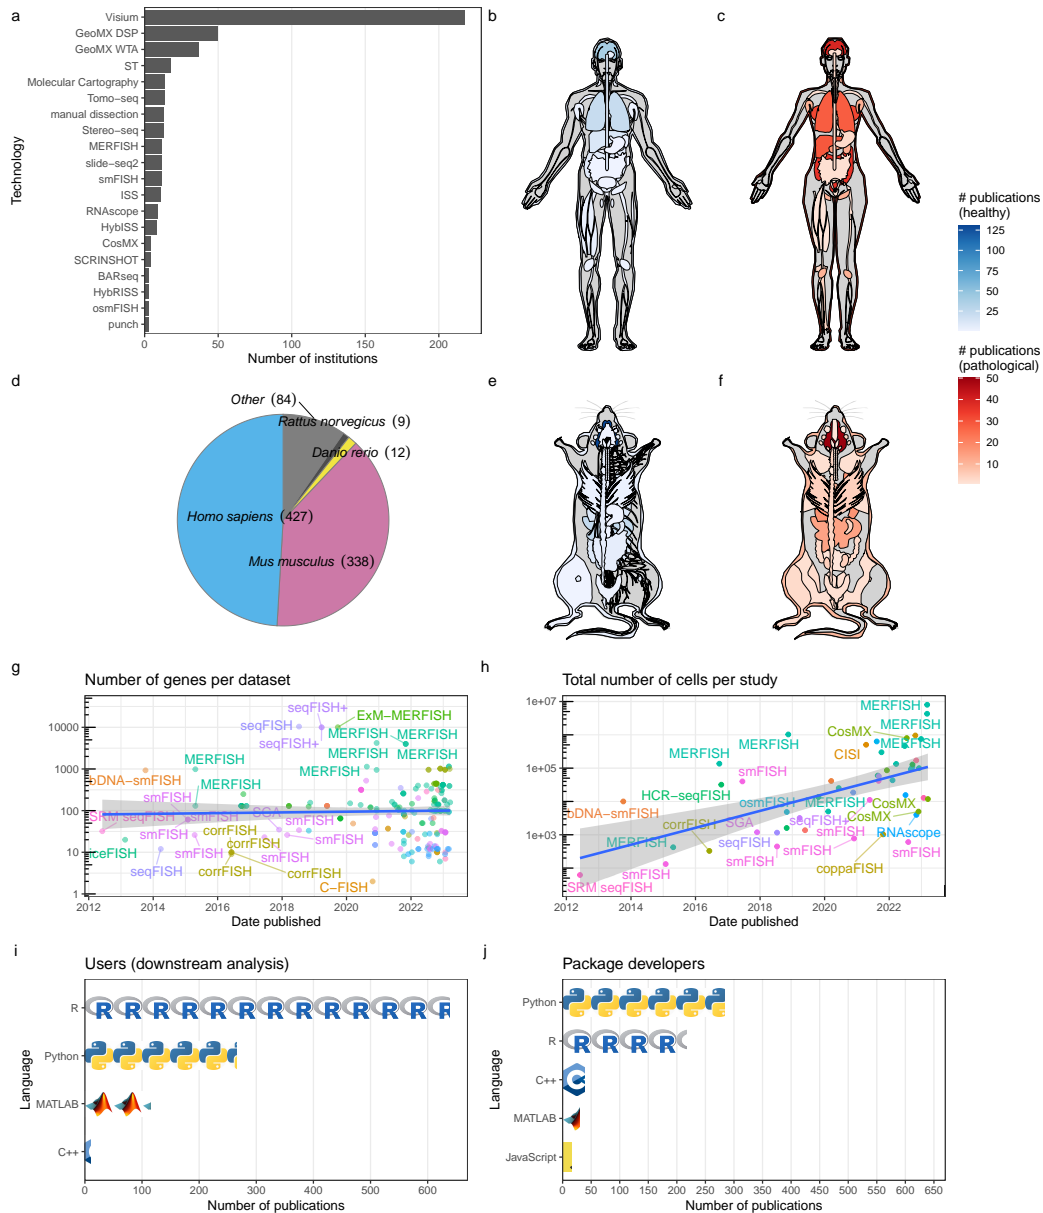 a
Technology
Visium
GeoMX DSP
GeoMX WTA
ST
Molecular Cartography
Tomo−seq
manual dissection
Stereo−seq
MERFISH
slide−seq2
smFISH
ISS
RNAscope
HybISS
CosMX
SCRINSHOT
BARseq
HybRISS
osmFISH
punch
0 50 100 150 200
Number of institutions
b
c
# publications
(healthy)
125
100
75
50
25
# publications
(pathological)
50
40
30
20
10
d
Other (84)
Rattus norvegicus (9)
Danio rerio (12)
Homo sapiens (427)
Mus musculus (338)
e
f
g
Number of genes per dataset
10000
1000
100
10
1
seqFISH+
seqFISH
ExM−MERFISH
seqFISH+
MERFISH MERFISH
MERFISH
MERFISH MERFISH
MERFISH
bDNA−smFISH
MERFISH
smFISH
SRM seqFISH
smFISH
SGA
smFISH
smFISH
corrFISH
corrFISH
iceFISH
smFISH
smFISH
seqFISH
corrFISH
corrFISH
C−FISH
2012 2014 2016 2018 2020 2022
Date published
h
Total number of cells per study
1e+07
1e+05
1e+03
MERFISH
MERFISH
CosMX
MERFISH
MERFISH
MERFISH
CISI
smFISH
HCR−seqFISH
bDNA−smFISH
osmFISH
MERFISH
CosMX
CosMX
corrFISH
SGA
seqFISH+
smFISH
RNAscope
MERFISH
seqFISH
smFISH
smFISH
coppaFISH
SRM seqFISH
smFISH
2012 2014 2016 2018 2020 2022
Date published
i
Users (downstream analysis)
Language
R
Python
MATLAB
C++
0 100 200 300 400 500 600
Number of publications
j
Package developers
Language
Python
R
C++
MATLAB
JavaScript
0 50 100 150 200 250 300 350 400 450 500 550 600 650
Number of publications